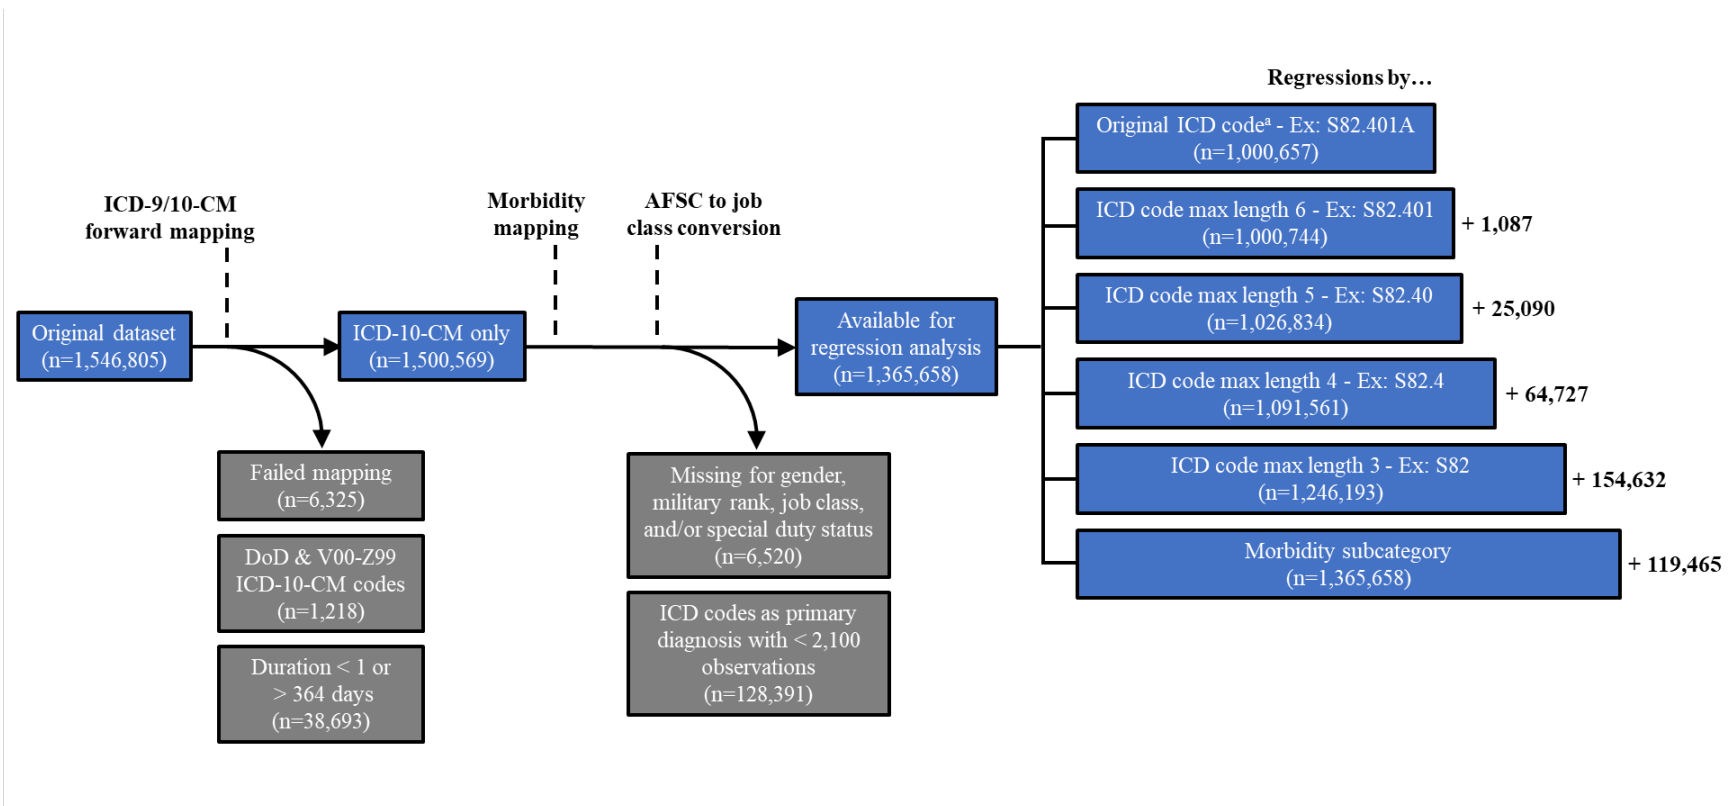 Regressions by…
Original ICD codeᵃ - Ex: S82.401A
(n=1,000,657)
ICD code max length 6 - Ex: S82.401
(n=1,000,744)
+ 1,087
ICD code max length 5 - Ex: S82.40
(n=1,026,834)
+ 25,090
ICD code max length 4 - Ex: S82.4
(n=1,091,561)
+ 64,727
ICD code max length 3 - Ex: S82
(n=1,246,193)
+ 154,632
Morbidity subcategory
(n=1,365,658)
+ 119,465
ICD-9/10-CM
forward mapping
Morbidity
mapping
AFSC to job
class conversion
Original dataset
(n=1,546,805)
ICD-10-CM only
(n=1,500,569)
Available for
regression analysis
(n=1,365,658)
Failed mapping
(n=6,325)
DoD & V00-Z99
ICD-10-CM codes
(n=1,218)
Duration < 1 or
> 364 days
(n=38,693)
Missing for gender,
military rank, job class,
and/or special duty status
(n=6,520)
ICD codes as primary
diagnosis with < 2,100
observations
(n=128,391)